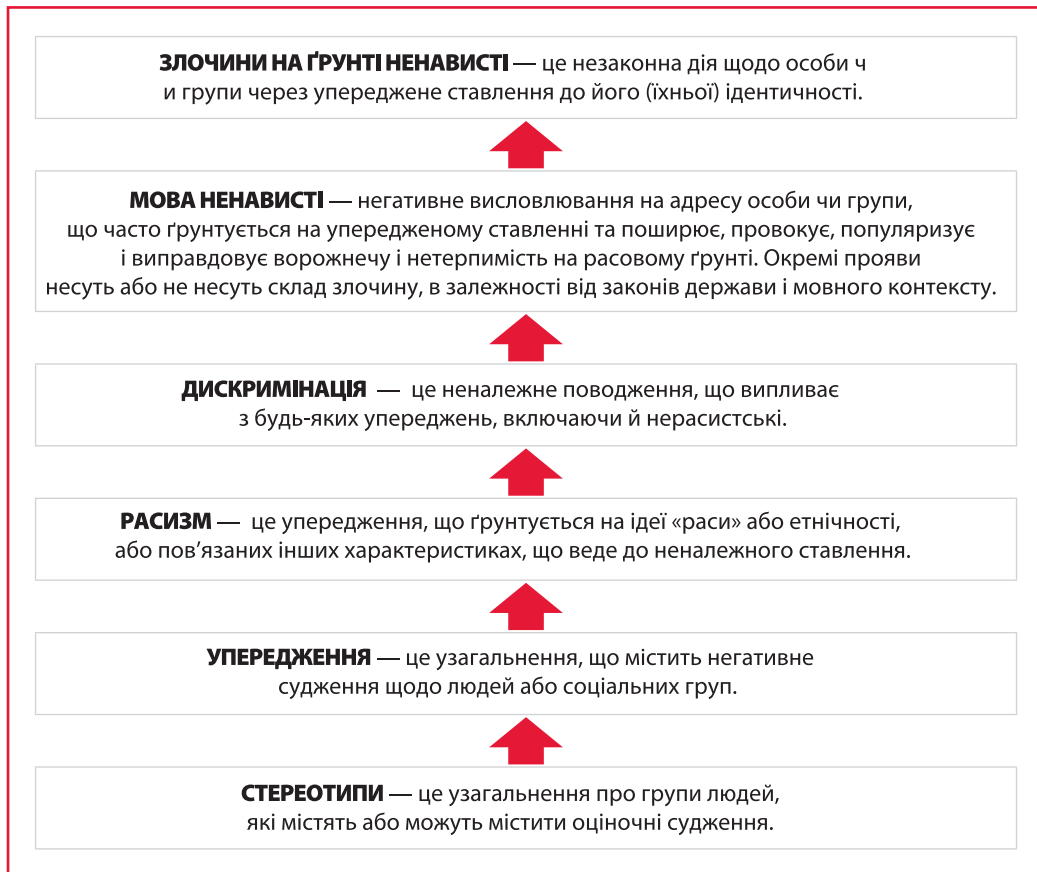 ЗЛОЧИНИ НА ҐРУНТІ НЕНАВИСТІ — це незаконна дія щодо особи ч
и групи через упереджене ставлення до його (їхньої) ідентичності.
МОВА НЕНАВИСТІ — негативне висловлювання на адресу особи чи групи,
що часто ґрунтується на упередженому ставленні та поширює, провокує, популяризує
і виправдовує ворожнечу і нетерпимість на расовому ґрунті. Окремі прояви
несуть або не несуть склад злочину, в залежності від законів держави і мовного контексту.
ДИСКРИМІНАЦІЯ — це неналежне поводження, що випливає
з будь-яких упереджень, включаючи й нерасистські.
РАСИЗМ — це упередження, що ґрунтується на ідеї «раси» або етнічності,
або пов’язаних інших характеристиках, що веде до неналежного ставлення.
УПЕРЕДЖЕННЯ — це узагальнення, що містить негативне
судження щодо людей або соціальних груп.
СТЕРЕОТИПИ — це узагальнення про групи людей,
які містять або можуть містити оціночні судження.